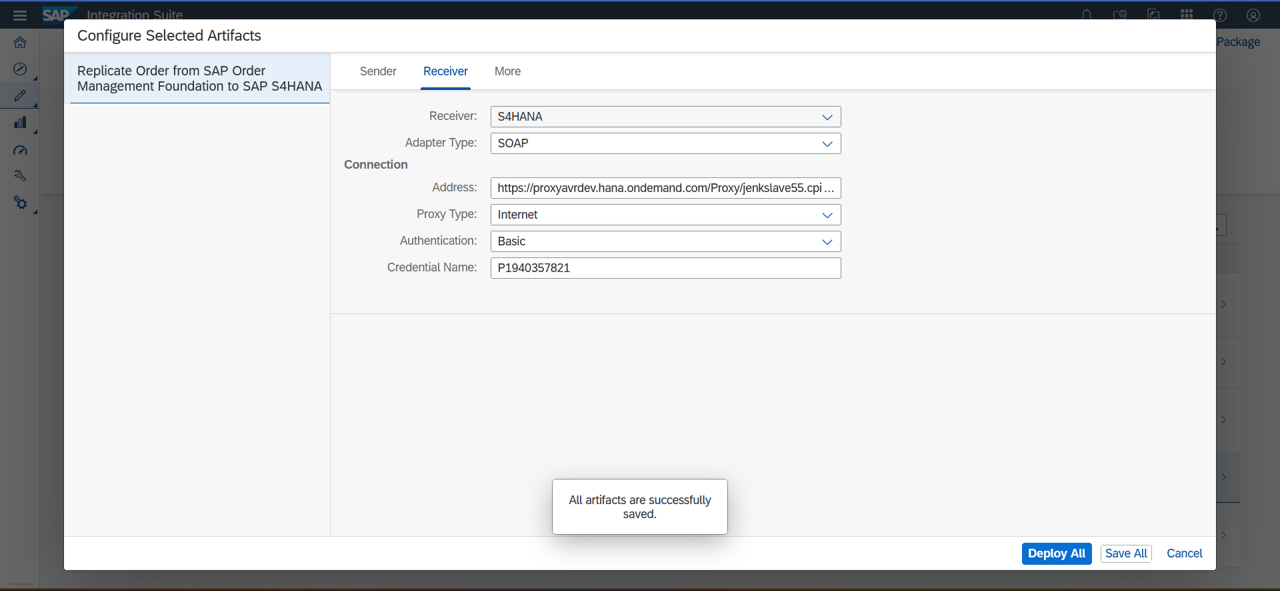 SAP Integration Suite
Configure Selected Artifacts
Package
Replicate Order from SAP Order
Management Foundation to SAP S4HANA
Sender Receiver More
Receiver: S4HANA
Adapter Type: SOAP
Connection
Address: https://proxyavrdev.hana.ondemand.com/Proxy/jenkslave55.cpi ...
Proxy Type: Internet
Authentication: Basic
Credential Name: P1940357821
All artifacts are successfully
saved.
Deploy All Save All Cancel